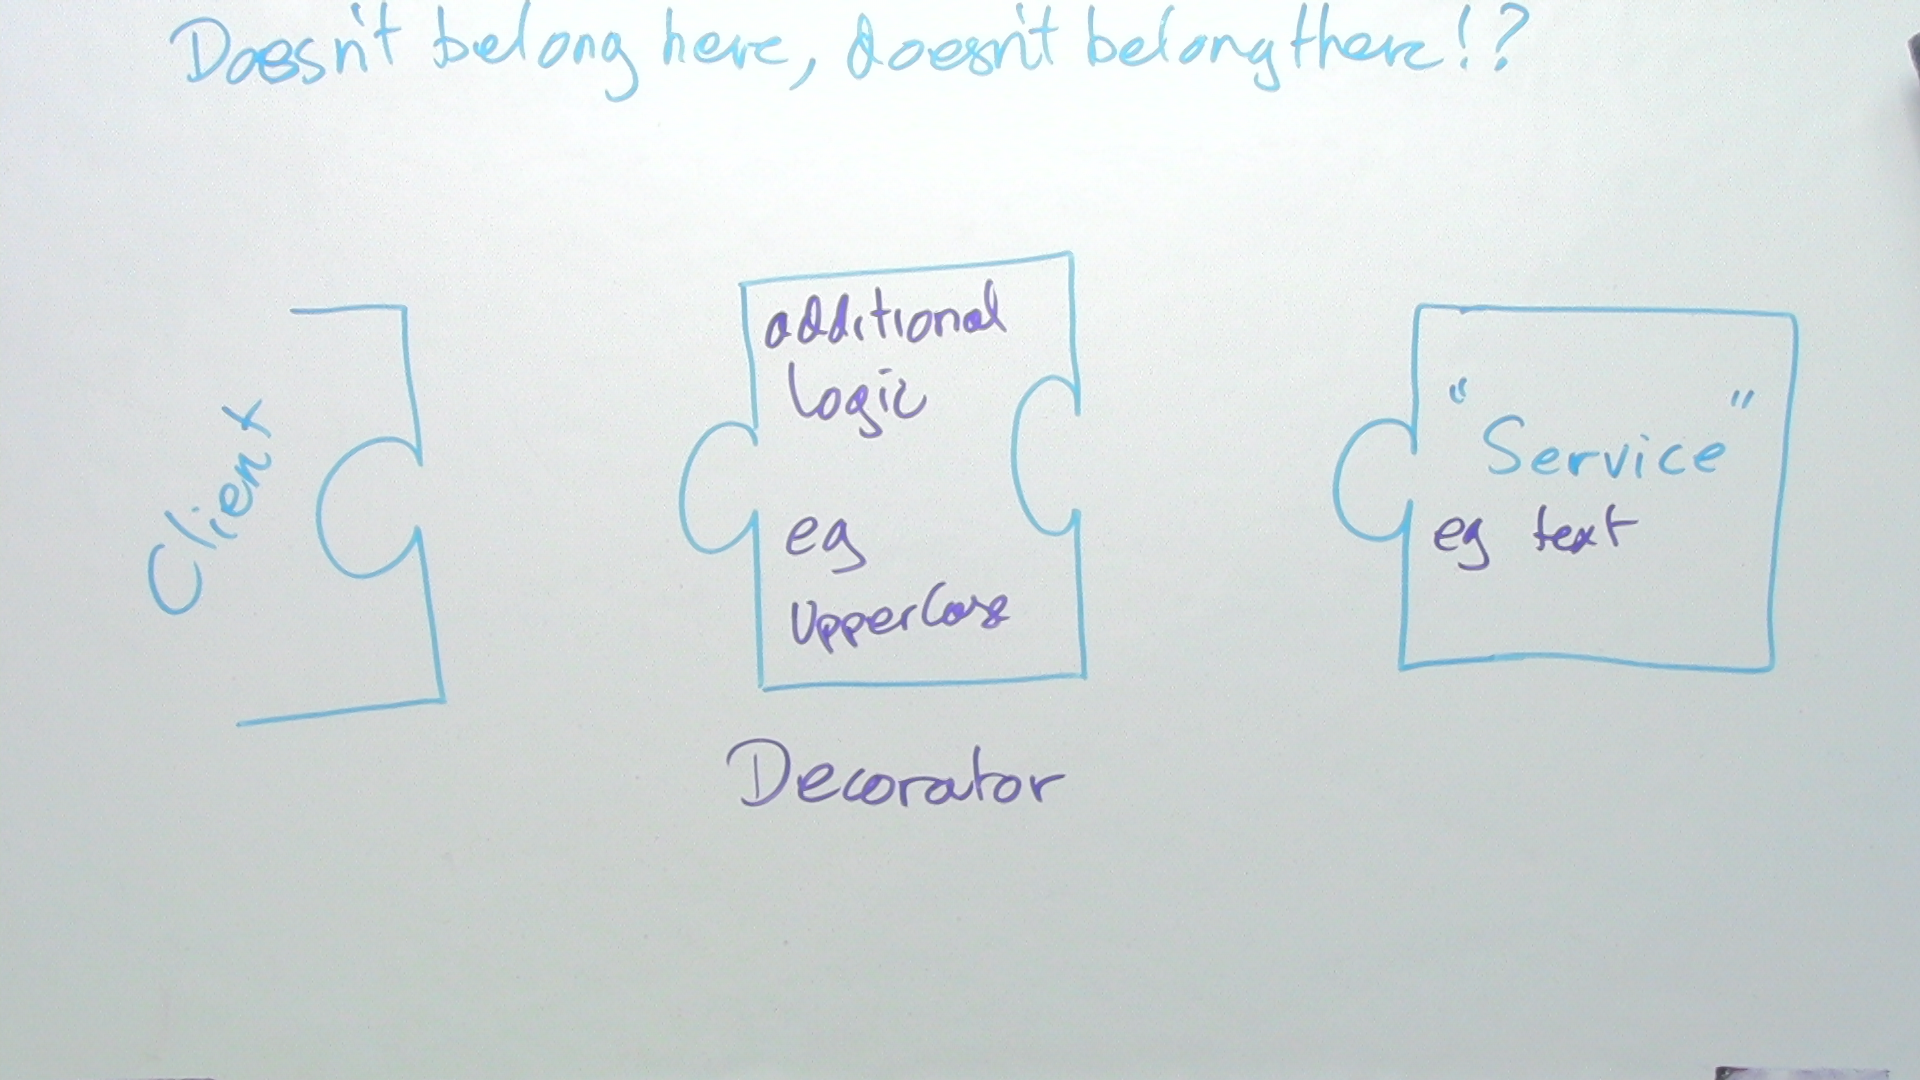 Doesn't belong here, doesn't belong there!?
Client
additional
logic
eg
UpperCase
Decorator
"Service"
eg text